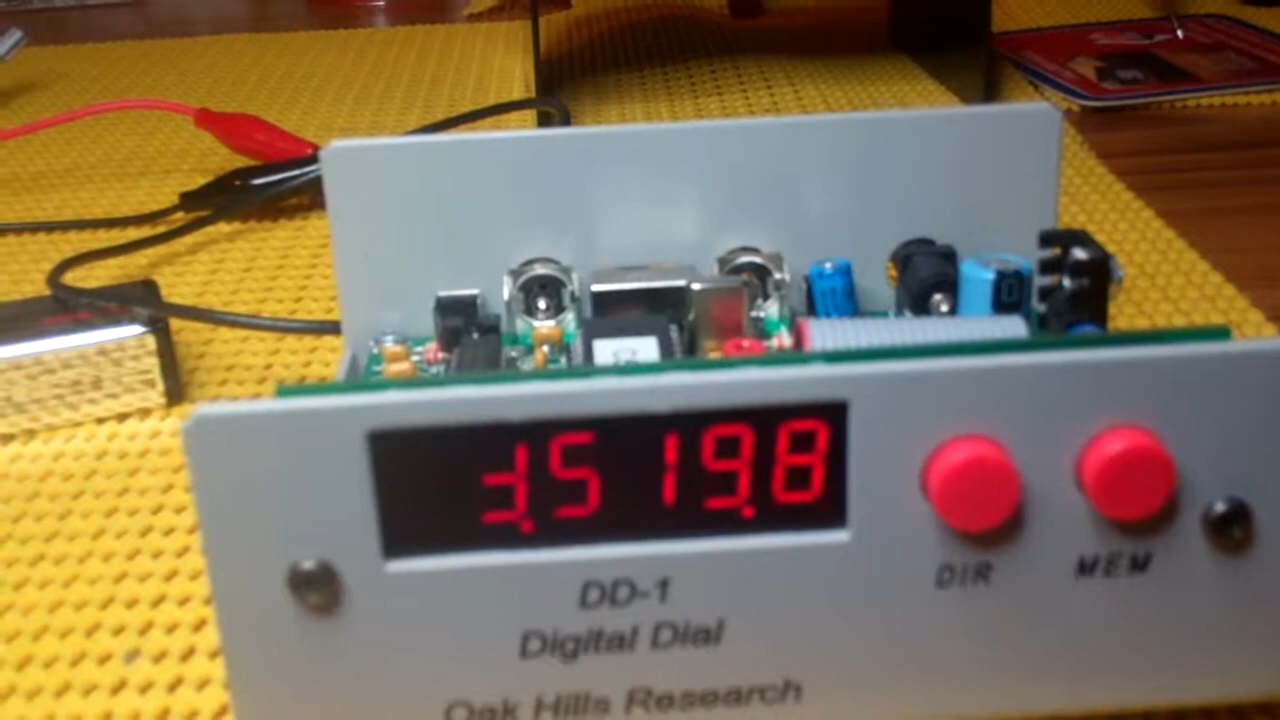 3.519.8
DIR
MEM
DD-1
Digital Dial
Oak Hills Research